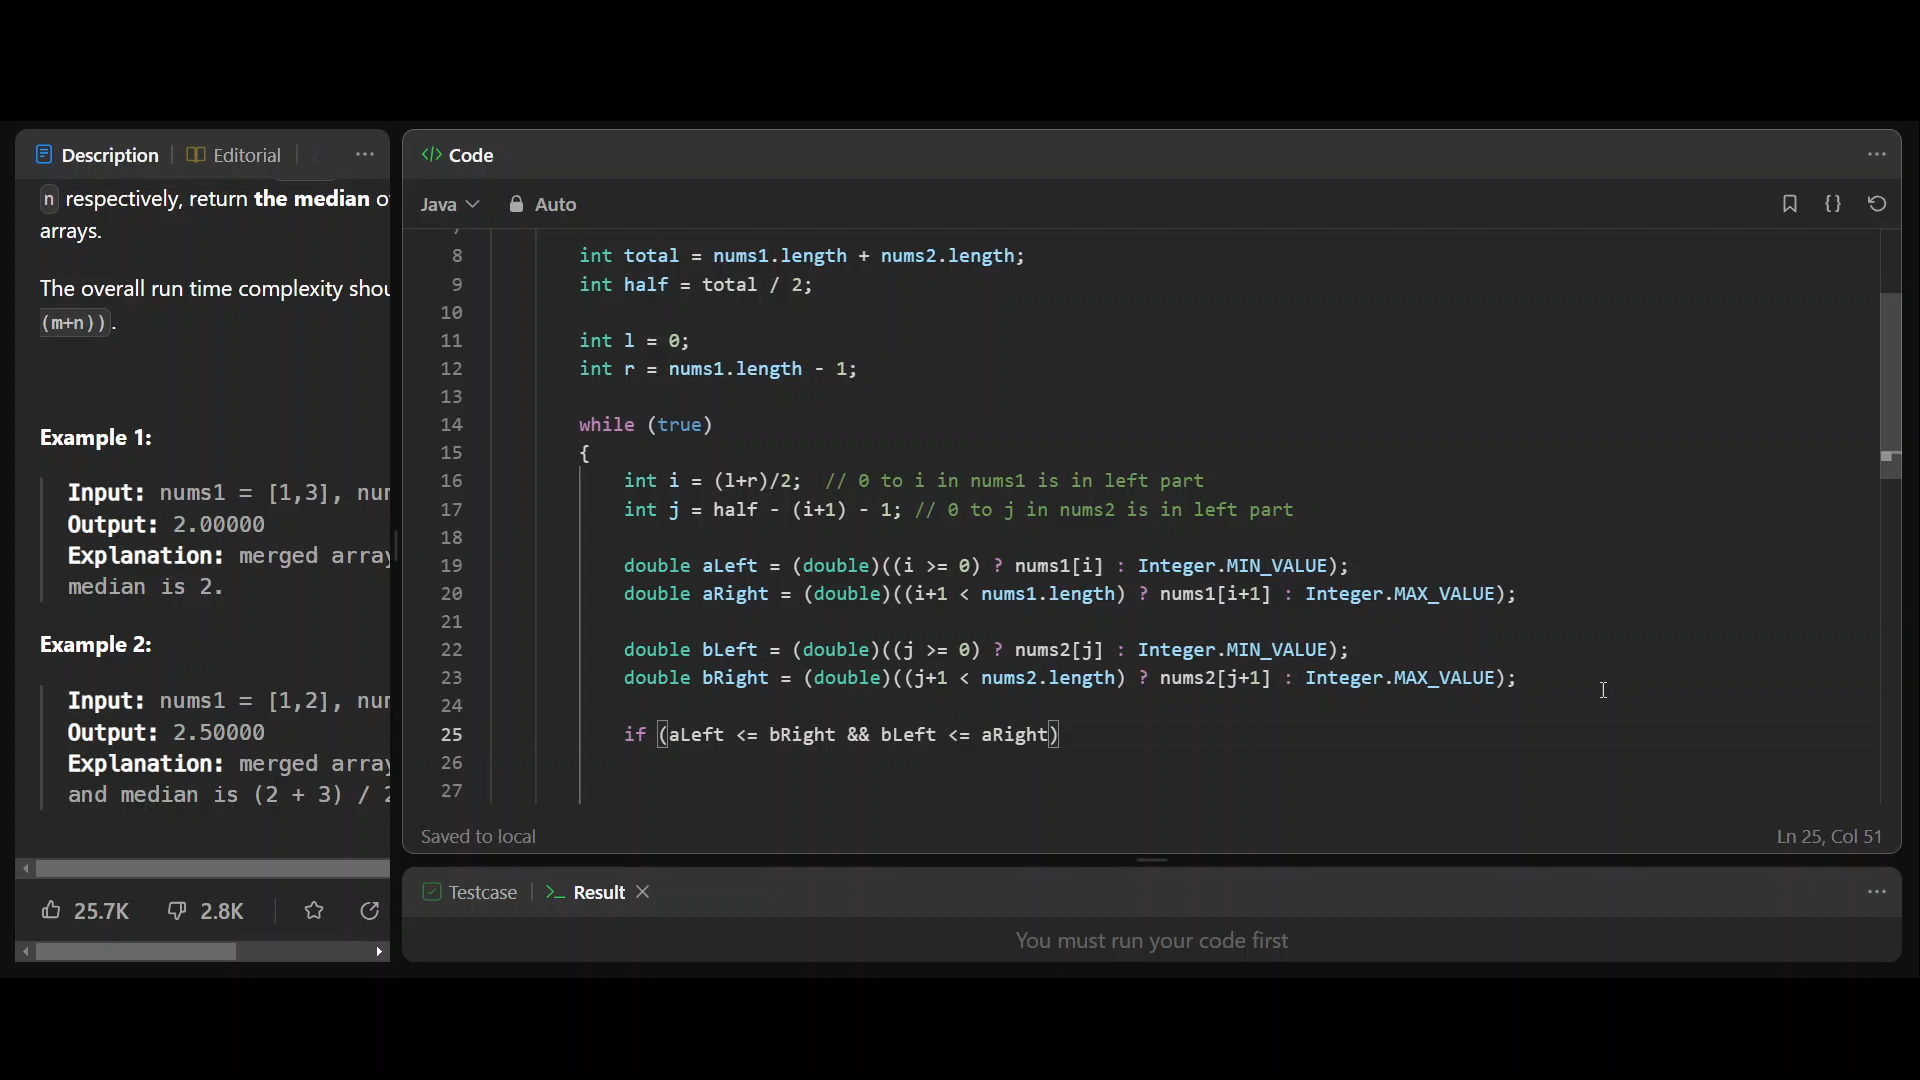 Description
Editorial
n respectively, return the median o
arrays.
The overall run time complexity shou
(m+n)).
Example 1:
Input: nums1 = [1,3], num
Output: 2.00000
Explanation: merged array
median is 2.
Example 2:
Input: nums1 = [1,2], num
Output: 2.50000
Explanation: merged array
and median is (2 + 3) / 2
25.7K
2.8K
</> Code
Java
Auto
8 int total = nums1.length + nums2.length;
9 int half = total / 2;
10
11 int l = 0;
12 int r = nums1.length - 1;
13
14 while (true)
15 {
16 int i = (l+r)/2; // 0 to i in nums1 is in left part
17 int j = half - (i+1) - 1; // 0 to j in nums2 is in left part
18
19 double aLeft = (double)((i >= 0) ? nums1[i] : Integer.MIN_VALUE);
20 double aRight = (double)((i+1 < nums1.length) ? nums1[i+1] : Integer.MAX_VALUE);
21
22 double bLeft = (double)((j >= 0) ? nums2[j] : Integer.MIN_VALUE);
23 double bRight = (double)((j+1 < nums2.length) ? nums2[j+1] : Integer.MAX_VALUE);
24
25 if (aLeft <= bRight && bLeft <= aRight)
26
27
Saved to local
Ln 25, Col 51
Testcase
>_ Result
You must run your code first